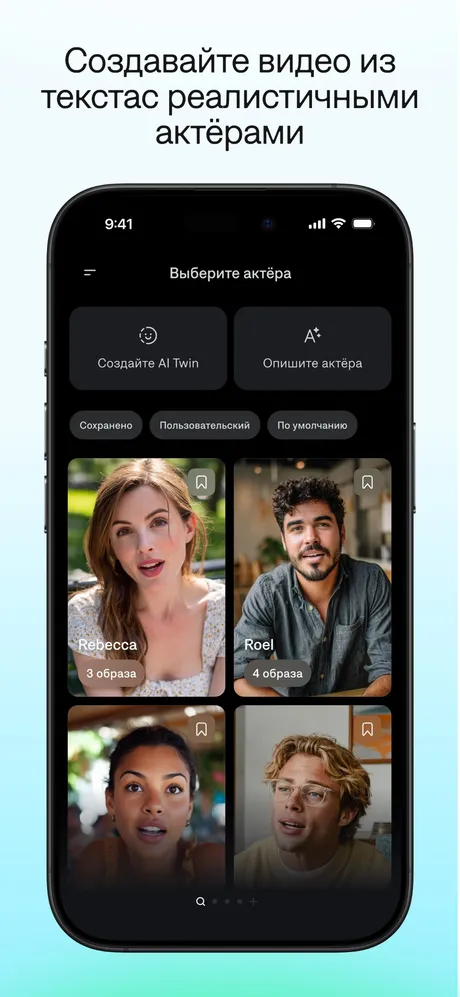 Создавайте видео из
текстас реалистичными
актёрами
9:41
Выберите актёра
Создайте AI Twin
Опишите актёра
Сохранено
Пользовательский
По умолчанию
Rebecca
3 образа
Roel
4 образа